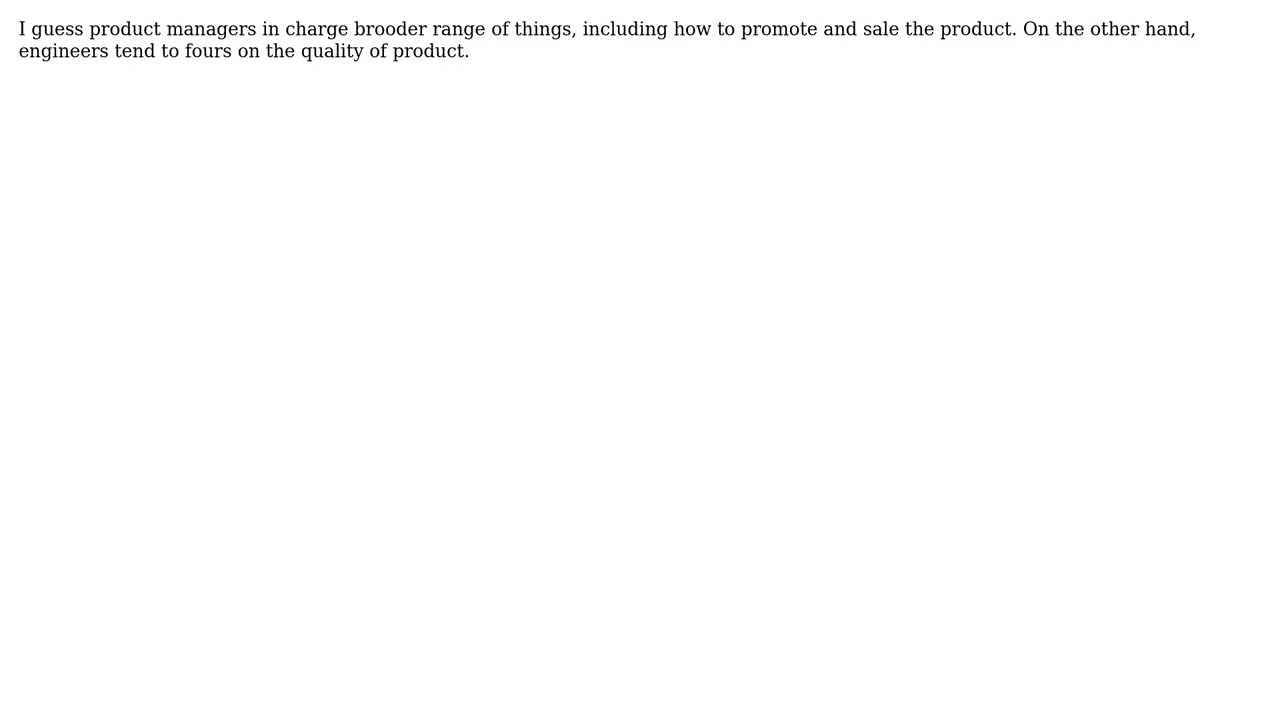 I guess product managers in charge brooder range of things, including how to promote and sale the product. On the other hand,
engineers tend to fours on the quality of product.